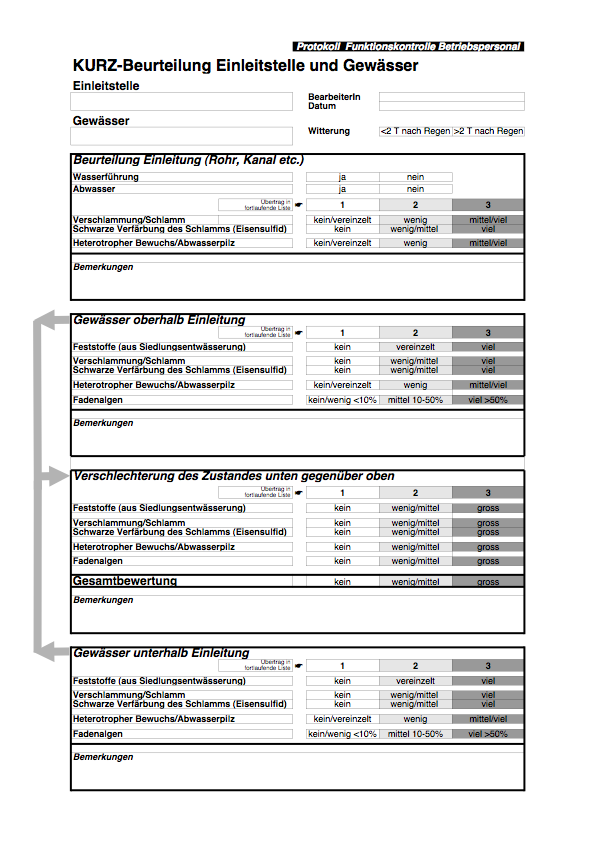 Protokoll Funktionskontrolle Betriebspersonal
KURZ-Beurteilung Einleitstelle und Gewässer
Einleitstelle
BearbeiterIn
Datum
Gewässer
Witterung <2 T nach Regen >2 T nach Regen
Beurteilung Einleitung (Rohr, Kanal etc.)
Wasserführung ja nein
Abwasser ja nein
Übertrag in fortlaufende Liste ☛ 1 2 3
Verschlammung/Schlamm kein/vereinzelt wenig mittel/viel
Schwarze Verfärbung des Schlamms (Eisensulfid) kein wenig/mittel viel
Heterotropher Bewuchs/Abwasserpilz kein/vereinzelt wenig mittel/viel
Bemerkungen
Gewässer oberhalb Einleitung
Übertrag in fortlaufende Liste ☛ 1 2 3
Feststoffe (aus Siedlungsentwässerung) kein vereinzelt viel
Verschlammung/Schlamm kein wenig/mittel viel
Schwarze Verfärbung des Schlamms (Eisensulfid) kein wenig/mittel viel
Heterotropher Bewuchs/Abwasserpilz kein/vereinzelt wenig mittel/viel
Fadenalgen kein/wenig <10% mittel 10-50% viel >50%
Bemerkungen
Verschlechterung des Zustandes unten gegenüber oben
Übertrag in fortlaufende Liste ☛ 1 2 3
Feststoffe (aus Siedlungsentwässerung) kein wenig/mittel gross
Verschlammung/Schlamm kein wenig/mittel gross
Schwarze Verfärbung des Schlamms (Eisensulfid) kein wenig/mittel gross
Heterotropher Bewuchs/Abwasserpilz kein wenig/mittel gross
Fadenalgen kein wenig/mittel gross
Gesamtbewertung kein wenig/mittel gross
Bemerkungen
Gewässer unterhalb Einleitung
Übertrag in fortlaufende Liste ☛ 1 2 3
Feststoffe (aus Siedlungsentwässerung) kein vereinzelt viel
Verschlammung/Schlamm kein wenig/mittel viel
Schwarze Verfärbung des Schlamms (Eisensulfid) kein wenig/mittel viel
Heterotropher Bewuchs/Abwasserpilz kein/vereinzelt wenig mittel/viel
Fadenalgen kein/wenig <10% mittel 10-50% viel >50%
Bemerkungen